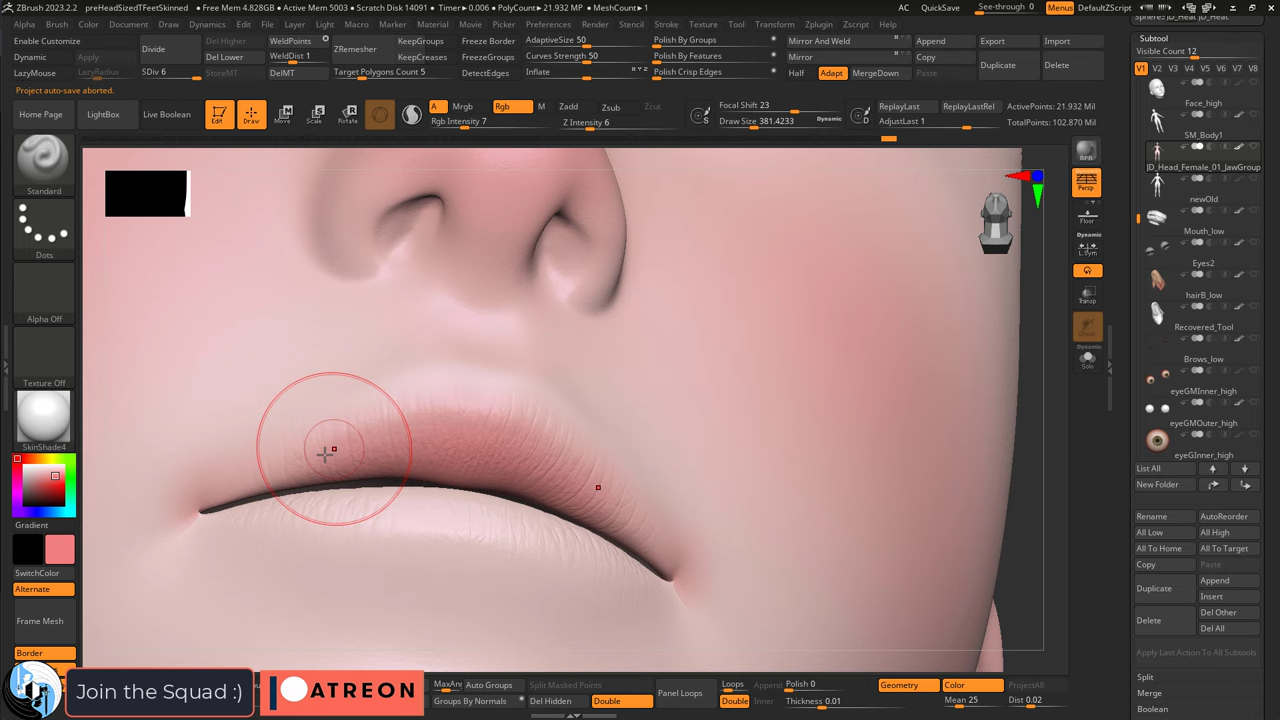 ZBrush 2023.2.2 preHeadSizedTFeetSkinned • Free Mem 4.828GB • Active Mem 5003 • Scratch Disk 14091 • Timer▸0.006 • PolyCount▸21.932 MP • MeshCount▸1 AC QuickSave See-through 0 Menus DefaultZScript
Alpha Brush Color Document Draw Dynamics Edit File Layer Light Macro Marker Material Movie Picker Preferences Render Stencil Stroke Texture Tool Transform Zplugin Zscript Help
Enable Customize Divide Del Higher WeldPoints ZRemesher KeepGroups Freeze Border AdaptiveSize 50 Polish By Groups Mirror And Weld Append Export Import
Dynamic Apply Del Lower WeldDist 1 KeepCreases FreezeGroups Curves Strength 50 Polish By Features Mirror Copy Duplicate Delete
LazyMouse LazyRadius SDiv 6 StoreMT DelMT Target Polygons Count 5 DetectEdges Inflate Polish Crisp Edges Half Adapt MergeDown Paste
Project auto-save aborted.
Home Page LightBox Live Boolean Edit Draw Move Scale Rotate A Mrgb Rgb M Zadd Zsub Zcut Focal Shift 23 ReplayLast ReplayLastRel ActivePoints: 21.932 Mil
Rgb Intensity 7 Z Intensity 6 Draw Size 381.4233 Dynamic AdjustLast 1 TotalPoints: 102.870 Mil
Standard
Dots
Alpha Off
Texture Off
SkinShade4
Gradient
SwitchColor
Alternate
Frame Mesh
Border
BPR
Persp
Floor
Dynamic
L.Sym
Transp
Dynamic
Solo
Subtool
Visible Count 12
V1 V2 V3 V4 V5 V6 V7 V8
Face_high
SM_Body1
JD_Head_Female_01_JawGroup
newOld
Mouth_low
Eyes2
hairB_low
Recovered_Tool
Brows_low
eyeGMInner_high
eyeGMOuter_high
eyeGInner_high
List All
New Folder
Rename AutoReorder
All Low All High
All To Home All To Target
Copy Paste
Duplicate Append
Insert
Delete Del Other
Del All
Apply Last Action To All Subtools
Split
Merge
Boolean
Join the Squad :) PATREON
Auto Groups Split Masked Points Panel Loops Loops Append Polish 0 Geometry Color ProjectAll
Groups By Normals Del Hidden Double Double Inner Thickness 0.01 Mean 25 Dist 0.02